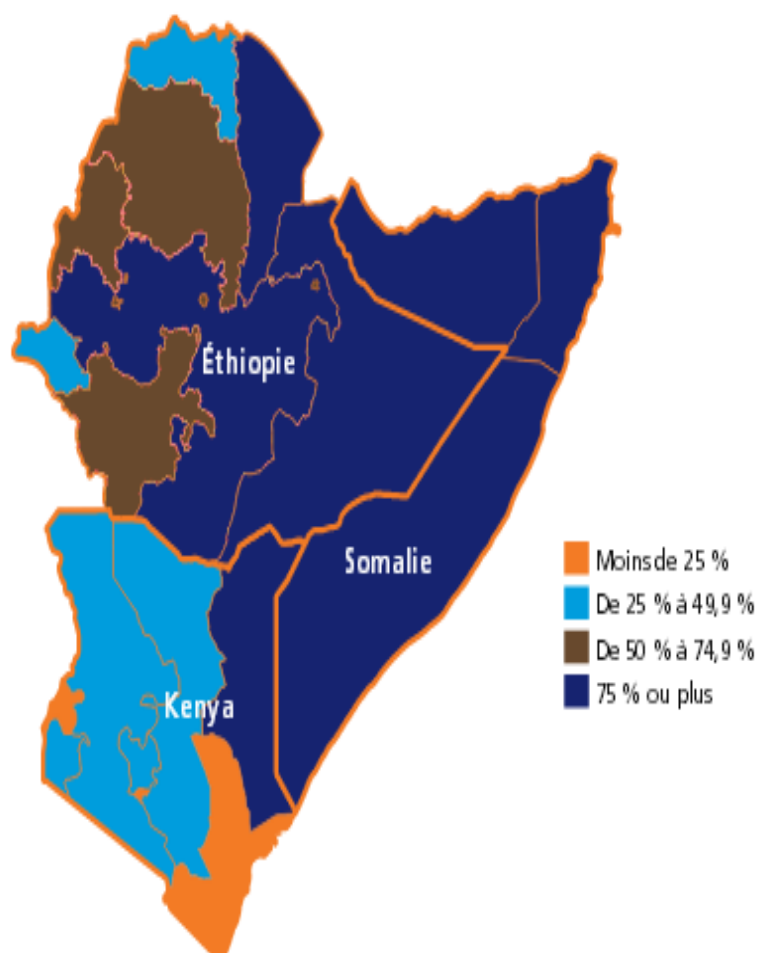 Éthiopie
Somalie
Kenya
Moins de 25 %
De 25 % à 49,9 %
De 50 % à 74,9 %
75 % ou plus